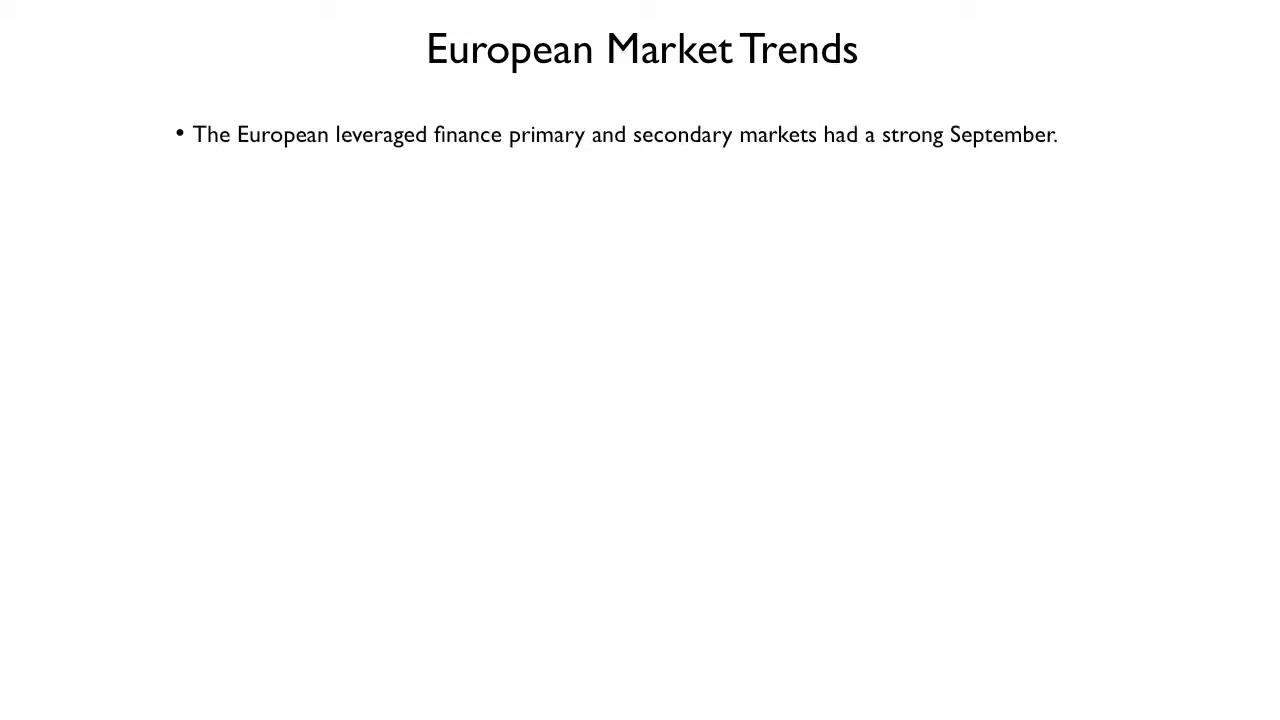 European Market Trends
• The European leveraged finance primary and secondary markets had a strong September.